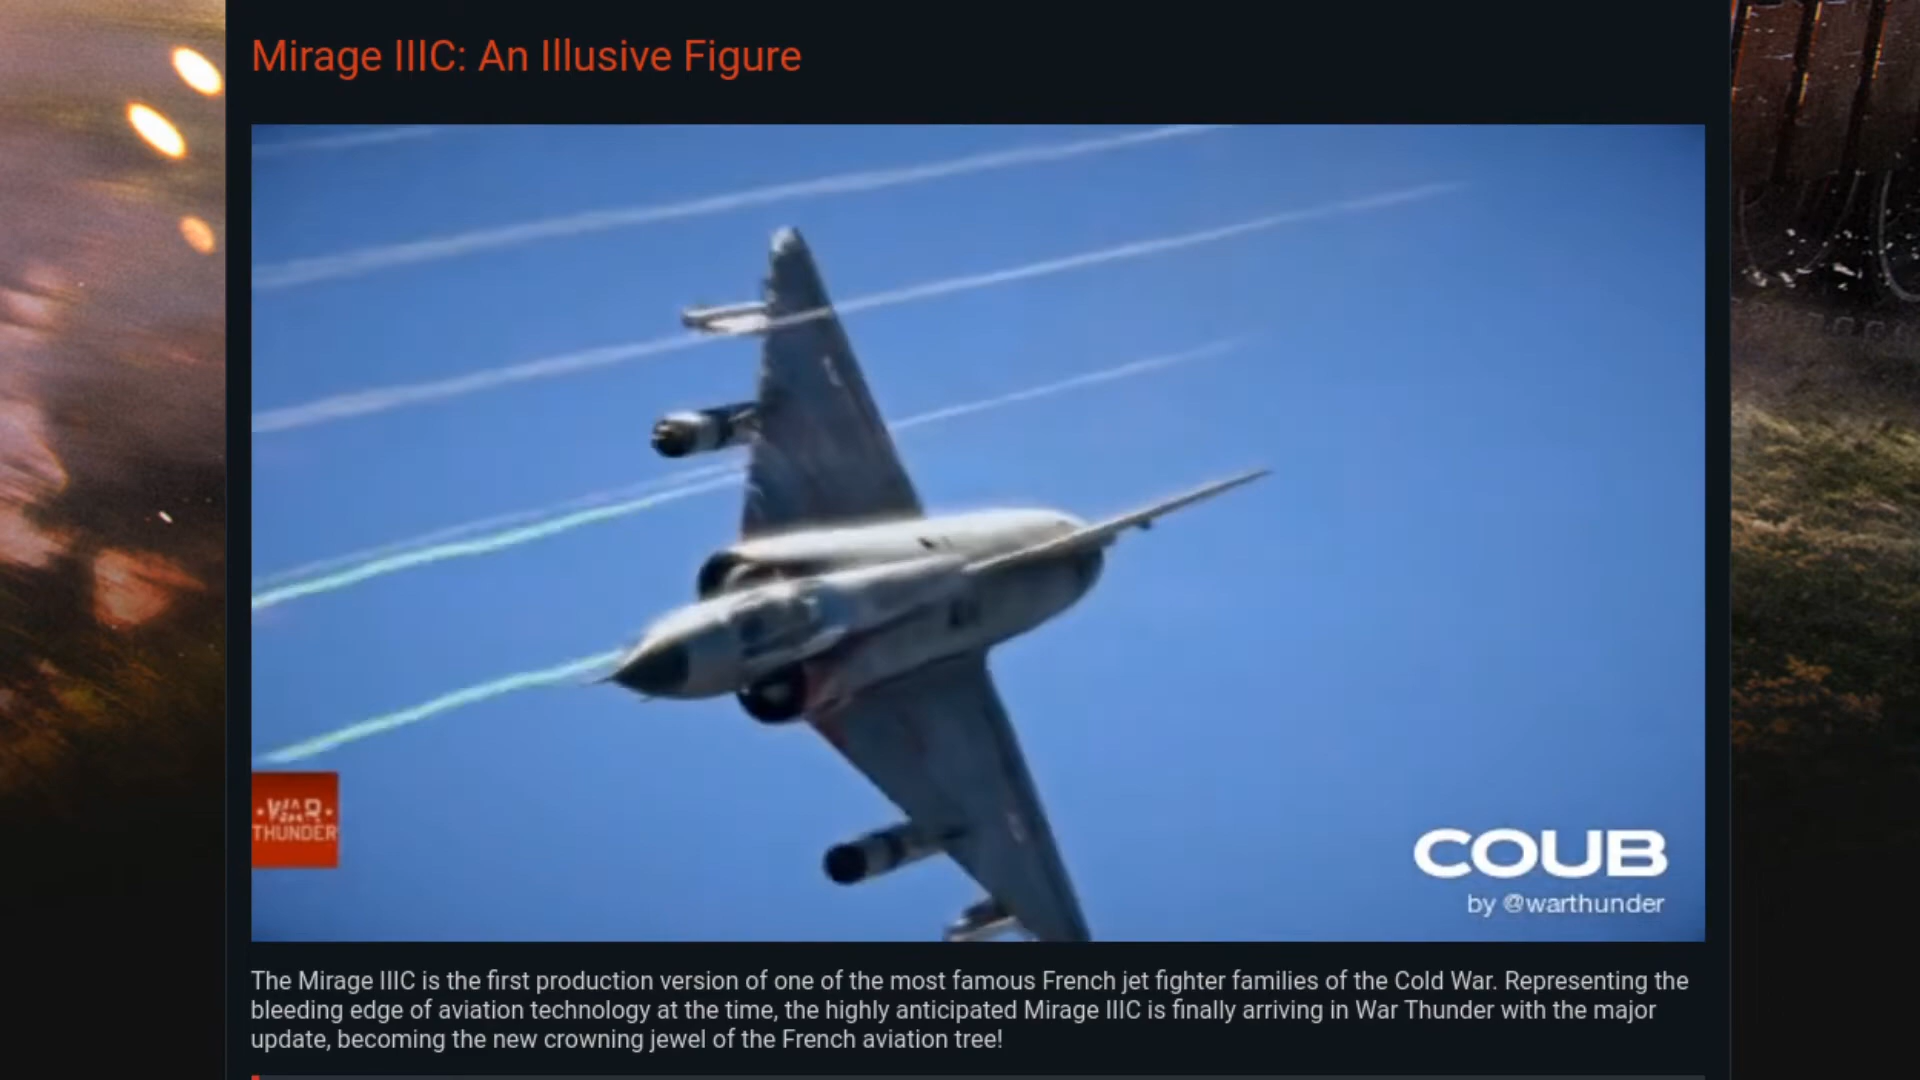 Mirage IIIC: An Illusive Figure
WAR
THUNDER
COUB
by @warthunder
The Mirage IIIC is the first production version of one of the most famous French jet fighter families of the Cold War. Representing the
bleeding edge of aviation technology at the time, the highly anticipated Mirage IIIC is finally arriving in War Thunder with the major
update, becoming the new crowning jewel of the French aviation tree!